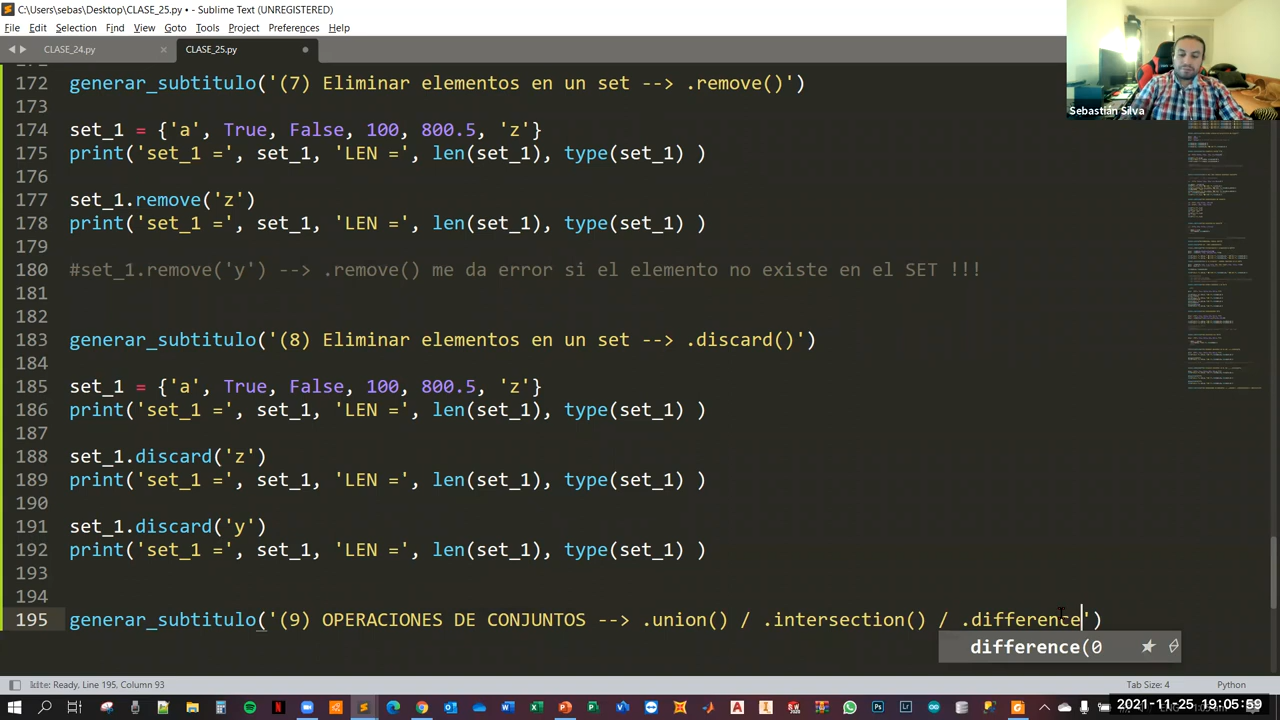 C:\Users\sebas\Desktop\CLASE_25.py • - Sublime Text (UNREGISTERED)
File Edit Selection Find View Goto Tools Project Preferences Help
CLASE_24.py
CLASE_25.py
172 generar_subtitulo('(7) Eliminar elementos en un set --> .remove()')
173
174 set_1 = {'a', True, False, 100, 800.5, 'z'}
175 print('set_1 =', set_1, 'LEN =', len(set_1), type(set_1) )
176
177 set_1.remove('z')
178 print('set_1 =', set_1, 'LEN =', len(set_1), type(set_1) )
179
180 #set_1.remove('y') --> .remove() me da error si el elemento no existe en el SET !!!
181
182
183 generar_subtitulo('(8) Eliminar elementos en un set --> .discard()')
184
185 set_1 = {'a', True, False, 100, 800.5, 'z'}
186 print('set_1 =', set_1, 'LEN =', len(set_1), type(set_1) )
187
188 set_1.discard('z')
189 print('set_1 =', set_1, 'LEN =', len(set_1), type(set_1) )
190
191 set_1.discard('y')
192 print('set_1 =', set_1, 'LEN =', len(set_1), type(set_1) )
193
194
195 generar_subtitulo('(9) OPERACIONES DE CONJUNTOS --> .union() / .intersection() / .difference')
difference(0
Sebastián Silva
Ready, Line 195, Column 93
Tab Size: 4
Python
2021-11-25 19:05:59